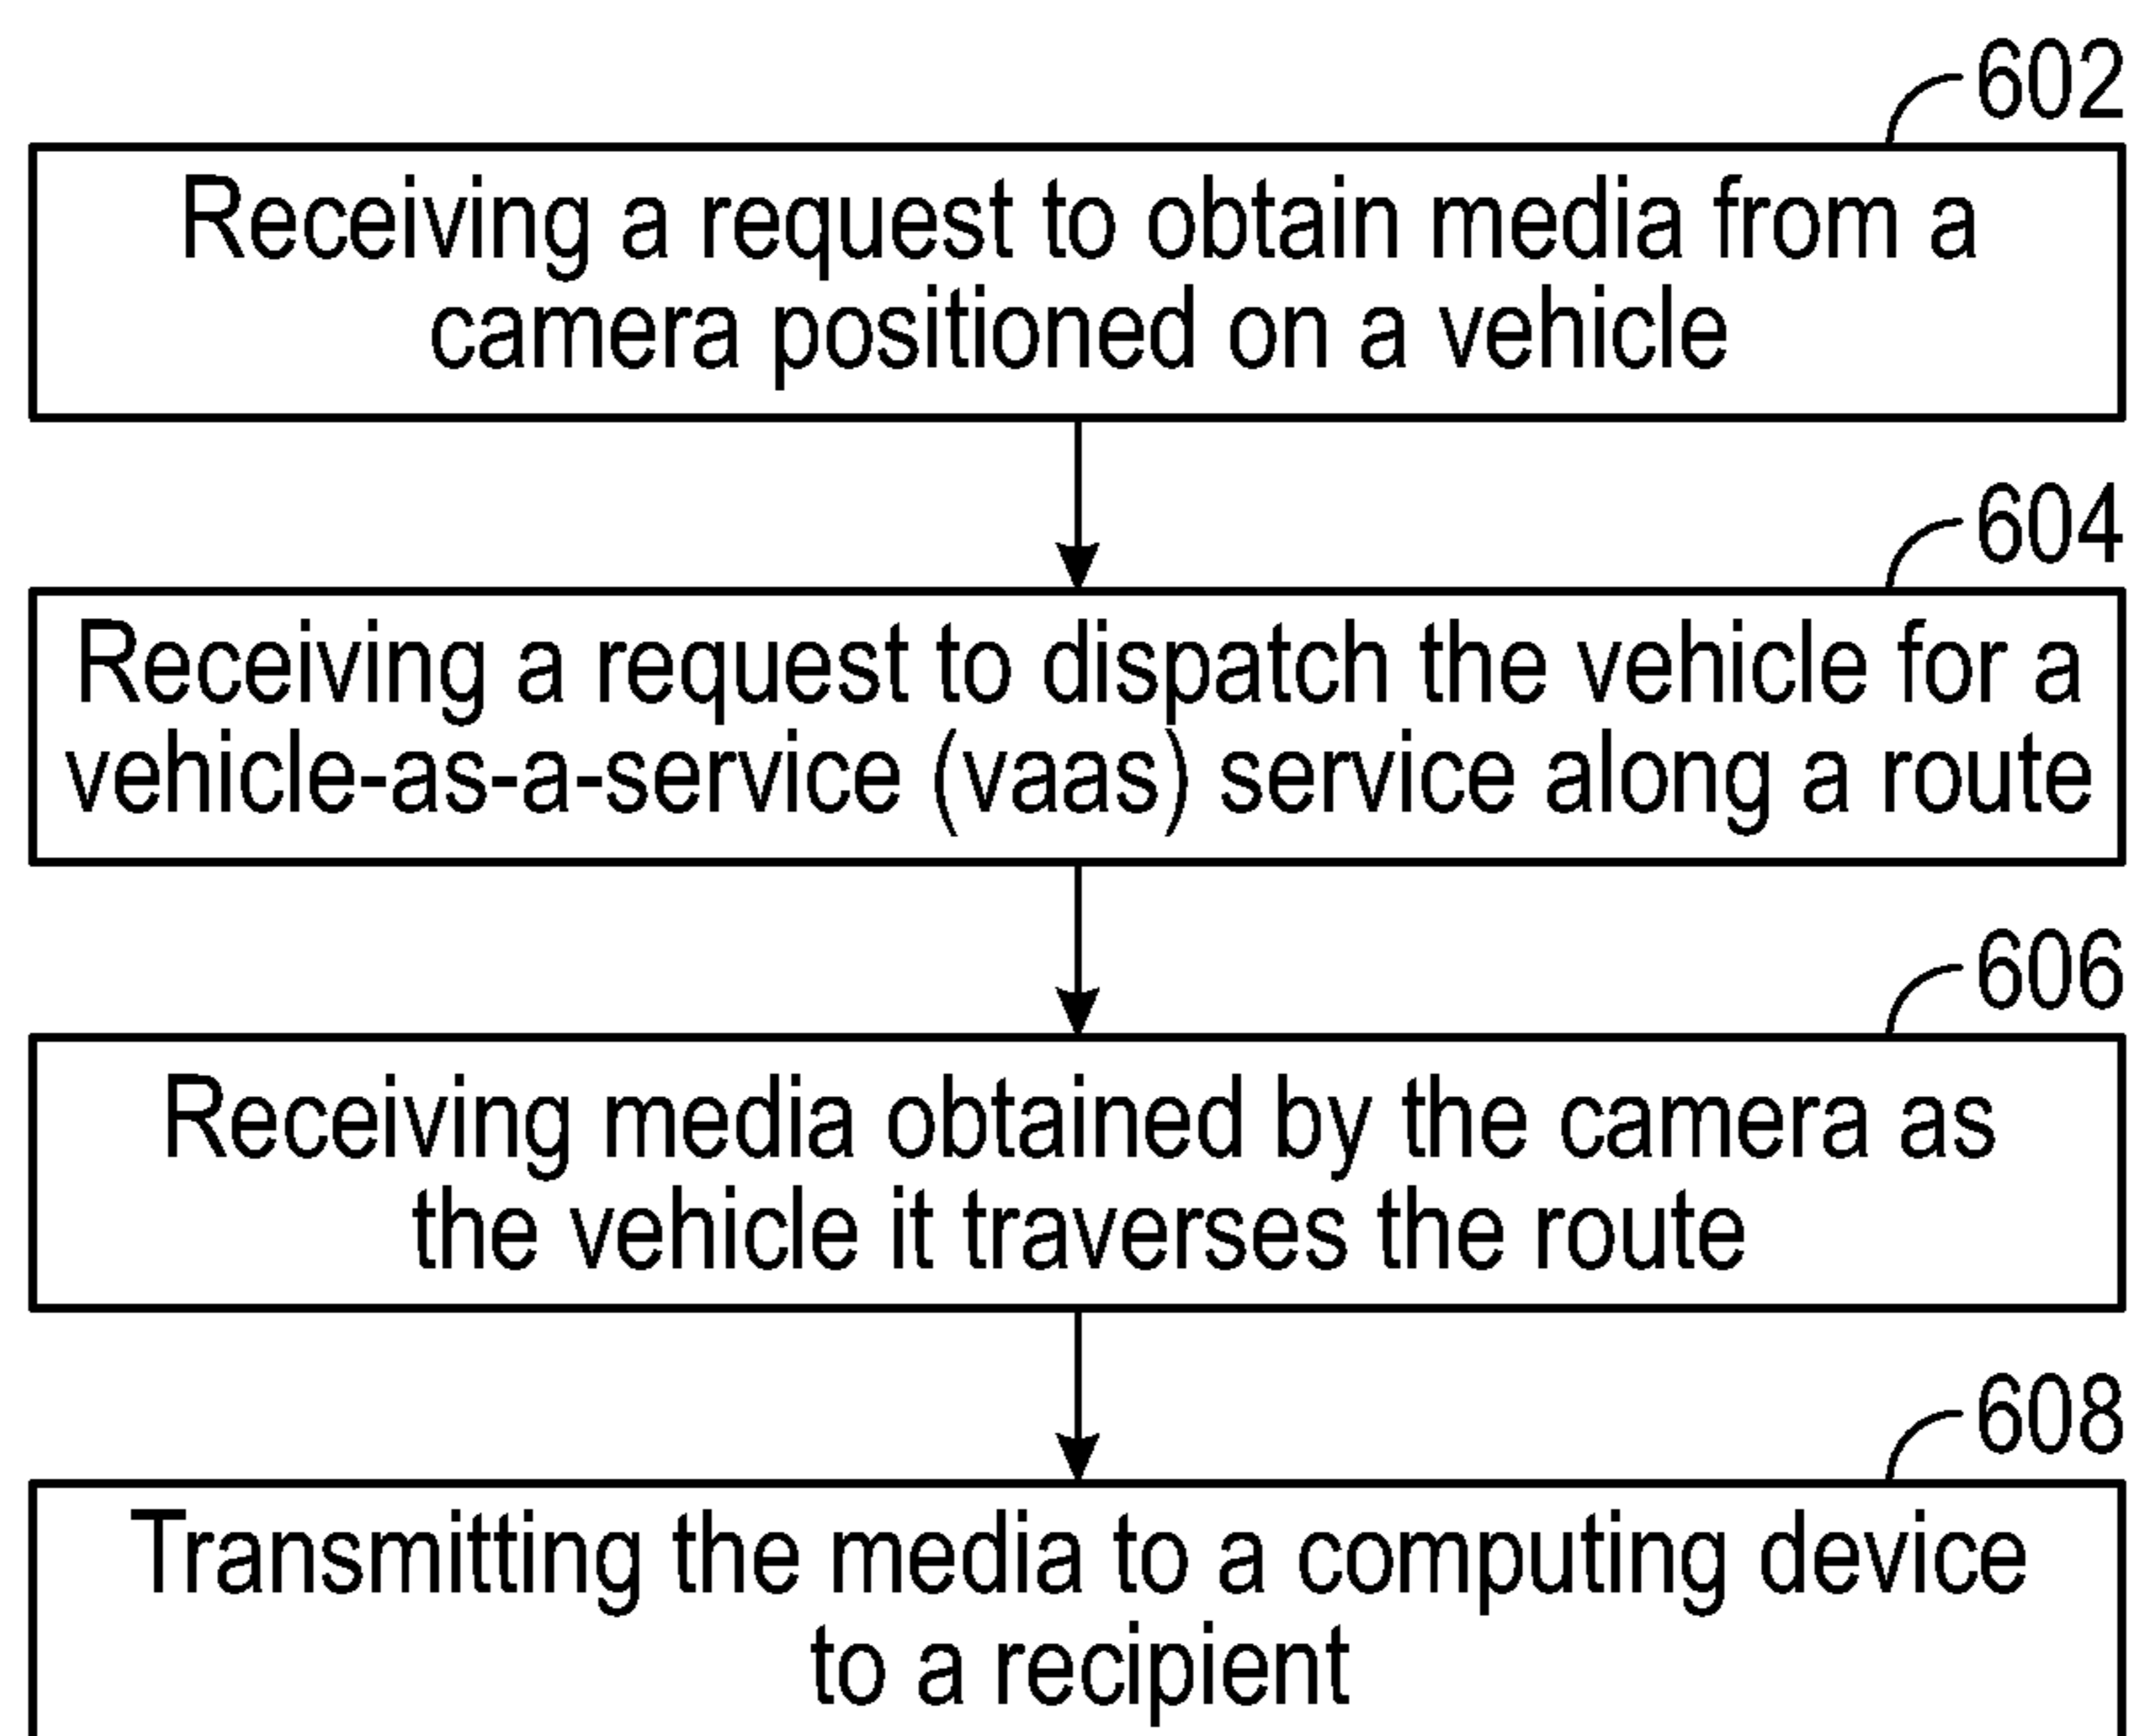 602
Receiving a request to obtain media from a
camera positioned on a vehicle
604
Receiving a request to dispatch the vehicle for a
vehicle-as-a-service (vaas) service along a route
606
Receiving media obtained by the camera as
the vehicle it traverses the route
608
Transmitting the media to a computing device
to a recipient